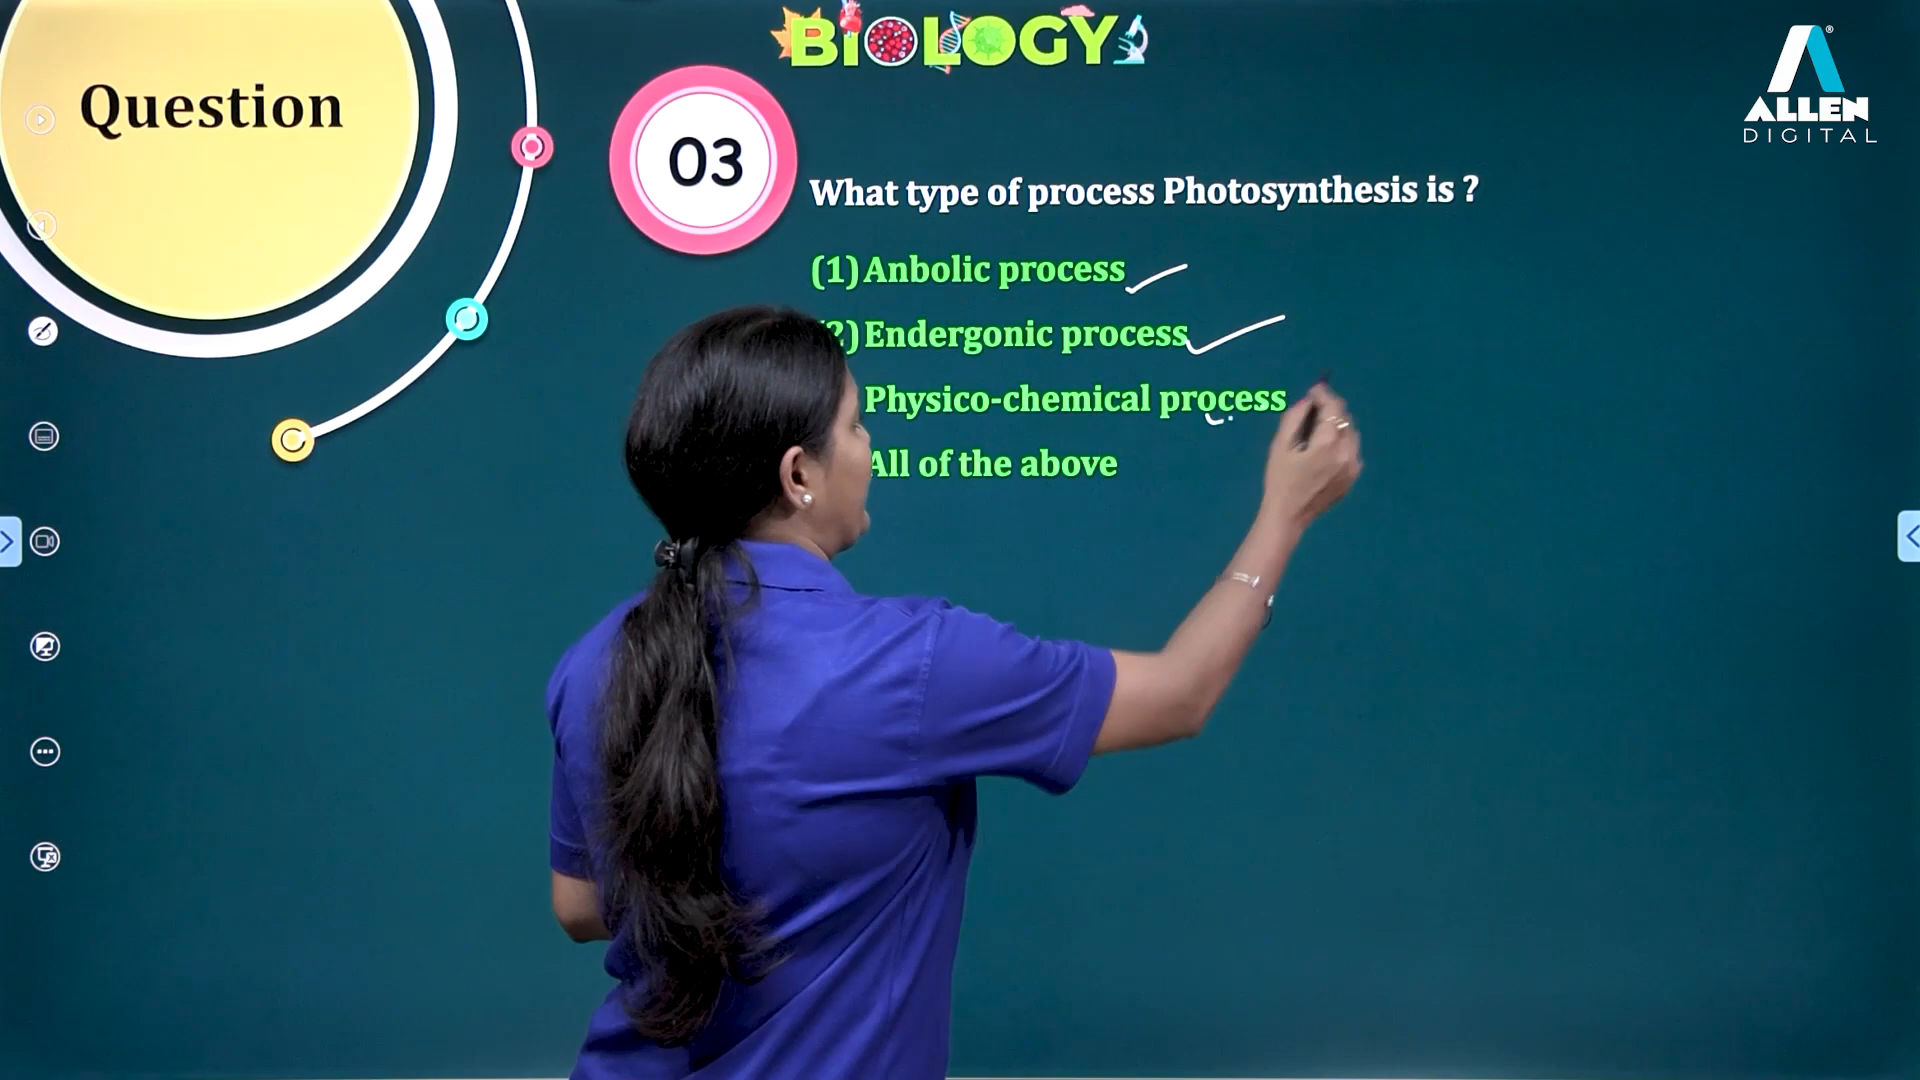 BIOLOGY
Question
ALLEN
DIGITAL
03
What type of process Photosynthesis is ?
(1) Anbolic process
2) Endergonic process
Physico-chemical process
All of the above